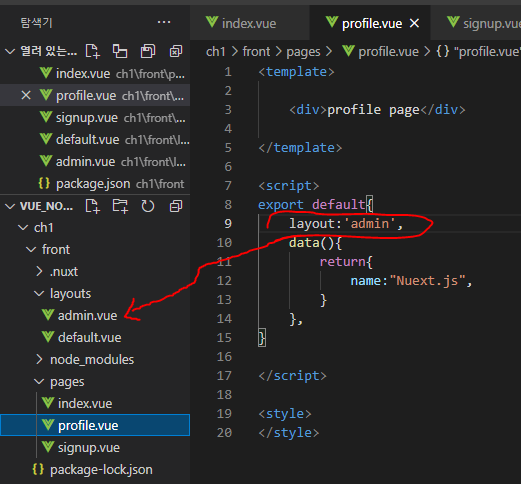 탐색기
열려 있는...
index.vue ch1\front\p...
profile.vue ch1\front\...
signup.vue ch1\front\...
default.vue ch1\front\l...
admin.vue ch1\front\l...
package.json ch1\front
VUE_NO...
ch1
front
.nuxt
layouts
admin.vue
default.vue
node_modules
pages
index.vue
profile.vue
signup.vue
package-lock.json
index.vue
profile.vue
signup.vue
ch1 > front > pages > profile.vue > {} "profile.vue"
1 <template>
2
3 <div>profile page</div>
4
5 </template>
6
7 <script>
8 export default{
9 layout:'admin',
10 data(){
11 return{
12 name:"Nuext.js",
13 }
14 },
15 }
16
17 </script>
18
19 <style>
20 </style>